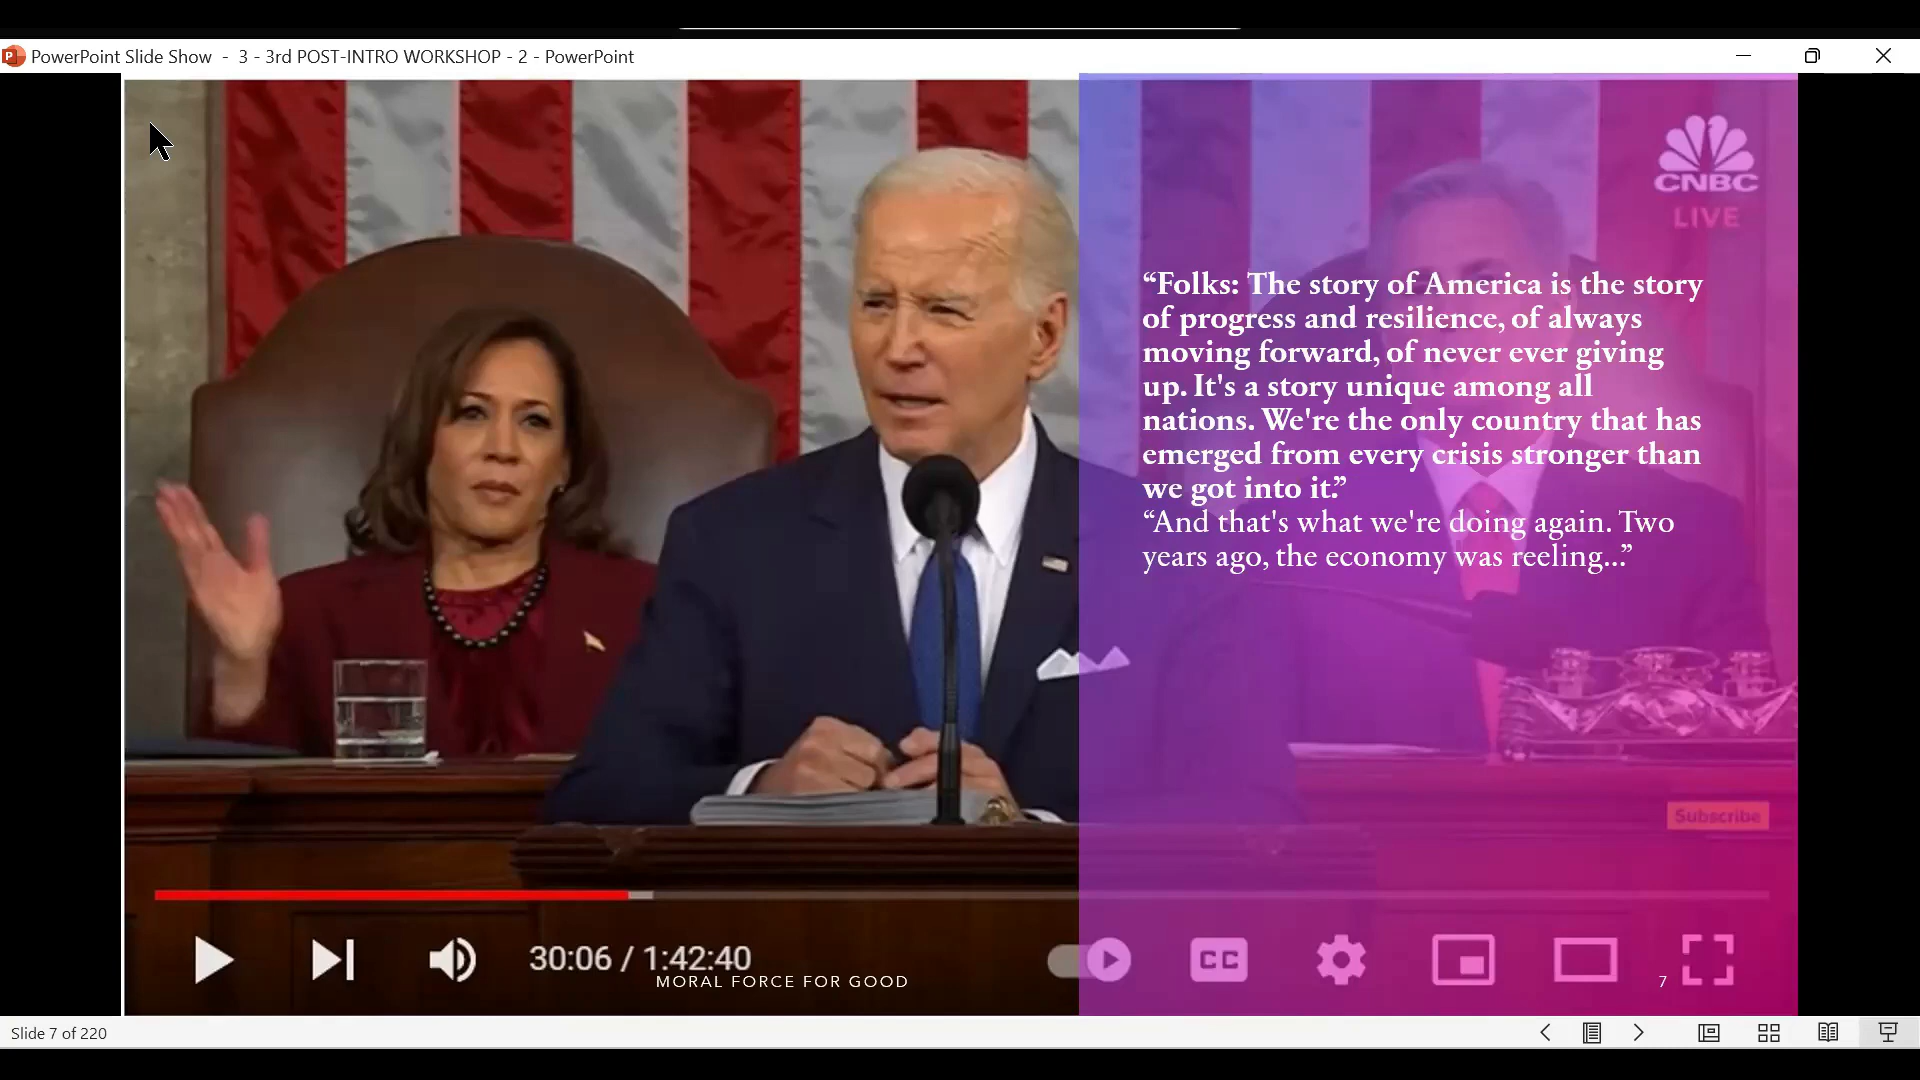 PowerPoint Slide Show - 3 - 3rd POST-INTRO WORKSHOP - 2 - PowerPoint
CNBC
LIVE
“Folks: The story of America is the story
of progress and resilience, of always
moving forward, of never ever giving
up. It's a story unique among all
nations. We're the only country that has
emerged from every crisis stronger than
we got into it.”
“And that's what we're doing again. Two
years ago, the economy was reeling...”
Subscribe
30:06 / 1:42:40
CC
MORAL FORCE FOR GOOD
7
Slide 7 of 220